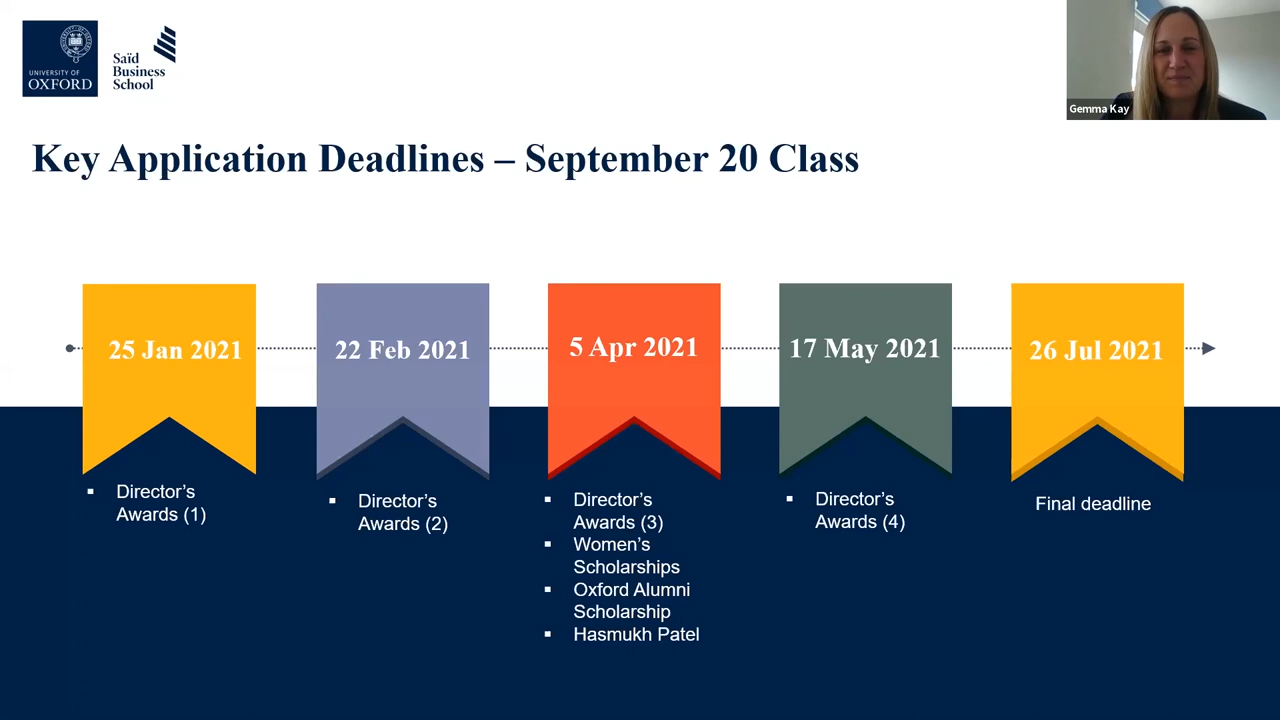 UNIVERSITY OF
OXFORD
Saïd
Business
School
Gemma Kay
Key Application Deadlines – September 20 Class
25 Jan 2021
22 Feb 2021
5 Apr 2021
17 May 2021
26 Jul 2021
▪ Director’s
Awards (1)
▪ Director’s
Awards (2)
▪ Director’s
Awards (3)
▪ Women’s
Scholarships
▪ Oxford Alumni
Scholarship
▪ Hasmukh Patel
▪ Director’s
Awards (4)
Final deadline